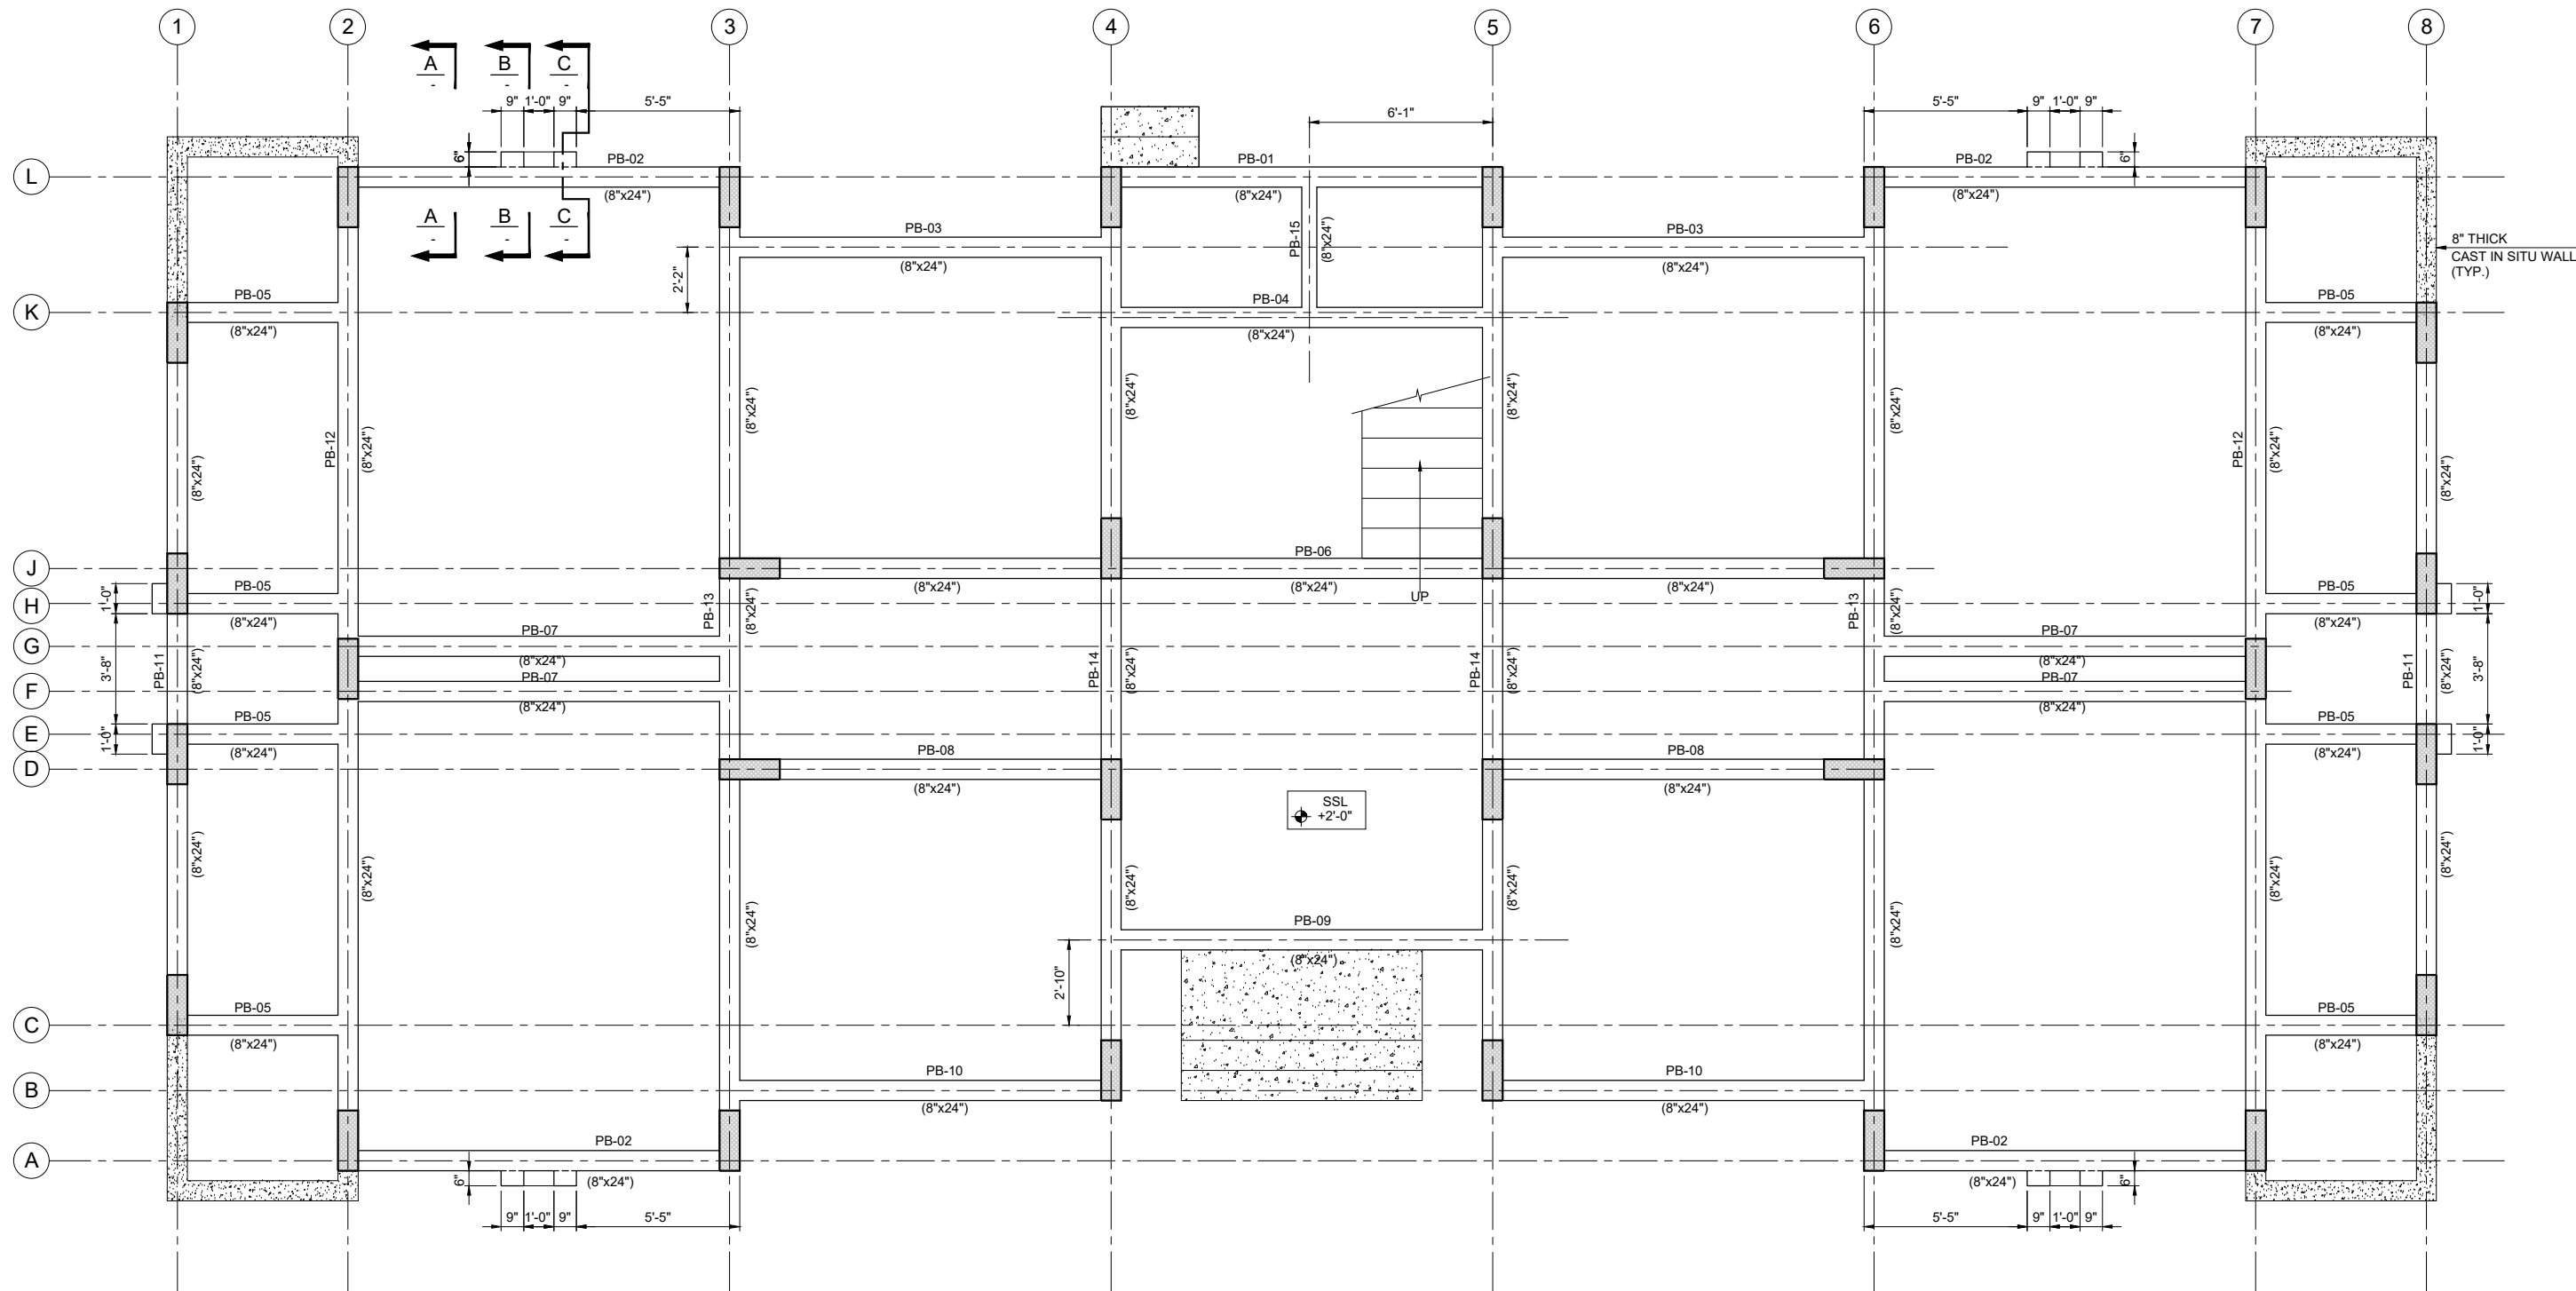 1 2 3 4 5 6 7 8
A B C
- - -
9" 1'-0" 9" 5'-5" 6'-1" 5'-5" 9" 1'-0" 9"
6" PB-02 PB-01 PB-02 6"
L
(8"x24") (8"x24") (8"x24")
A B C
- - -
PB-03 PB-15 (8"x24") PB-03
8" THICK
CAST IN SITU WALL
(TYP.)
(8"x24") (8"x24")
2'-2"
PB-05 PB-04 PB-05
K
(8"x24") (8"x24") (8"x24")
(8"x24") (8"x24") (8"x24") (8"x24")
(8"x24") PB-12 (8"x24") PB-12 (8"x24") (8"x24")
PB-06
J
(8"x24") (8"x24") (8"x24")
1'-0" PB-05 PB-05 1'-0"
UP
H
(8"x24") PB-13 (8"x24") PB-13 (8"x24") (8"x24")
PB-07 PB-07
G
(8"x24") (8"x24")
3'-8" PB-11 (8"x24") PB-14 (8"x24") PB-14 (8"x24") PB-11 (8"x24") 3'-8"
PB-07 PB-07
F
(8"x24") (8"x24")
PB-05 PB-05
E
1'-0" (8"x24") (8"x24") 1'-0"
PB-08 PB-08
D
(8"x24") (8"x24")
SSL
+2'-0"
(8"x24") (8"x24") (8"x24") (8"x24") (8"x24") (8"x24")
(8"x24") (8"x24")
PB-09
(8"x24")
2'-10"
PB-05 PB-05
C
(8"x24") (8"x24")
PB-10 PB-10
B
(8"x24") (8"x24")
PB-02 PB-02
A
6" (8"x24") (8"x24") 6"
9" 1'-0" 9" 5'-5" 5'-5" 9" 1'-0" 9"